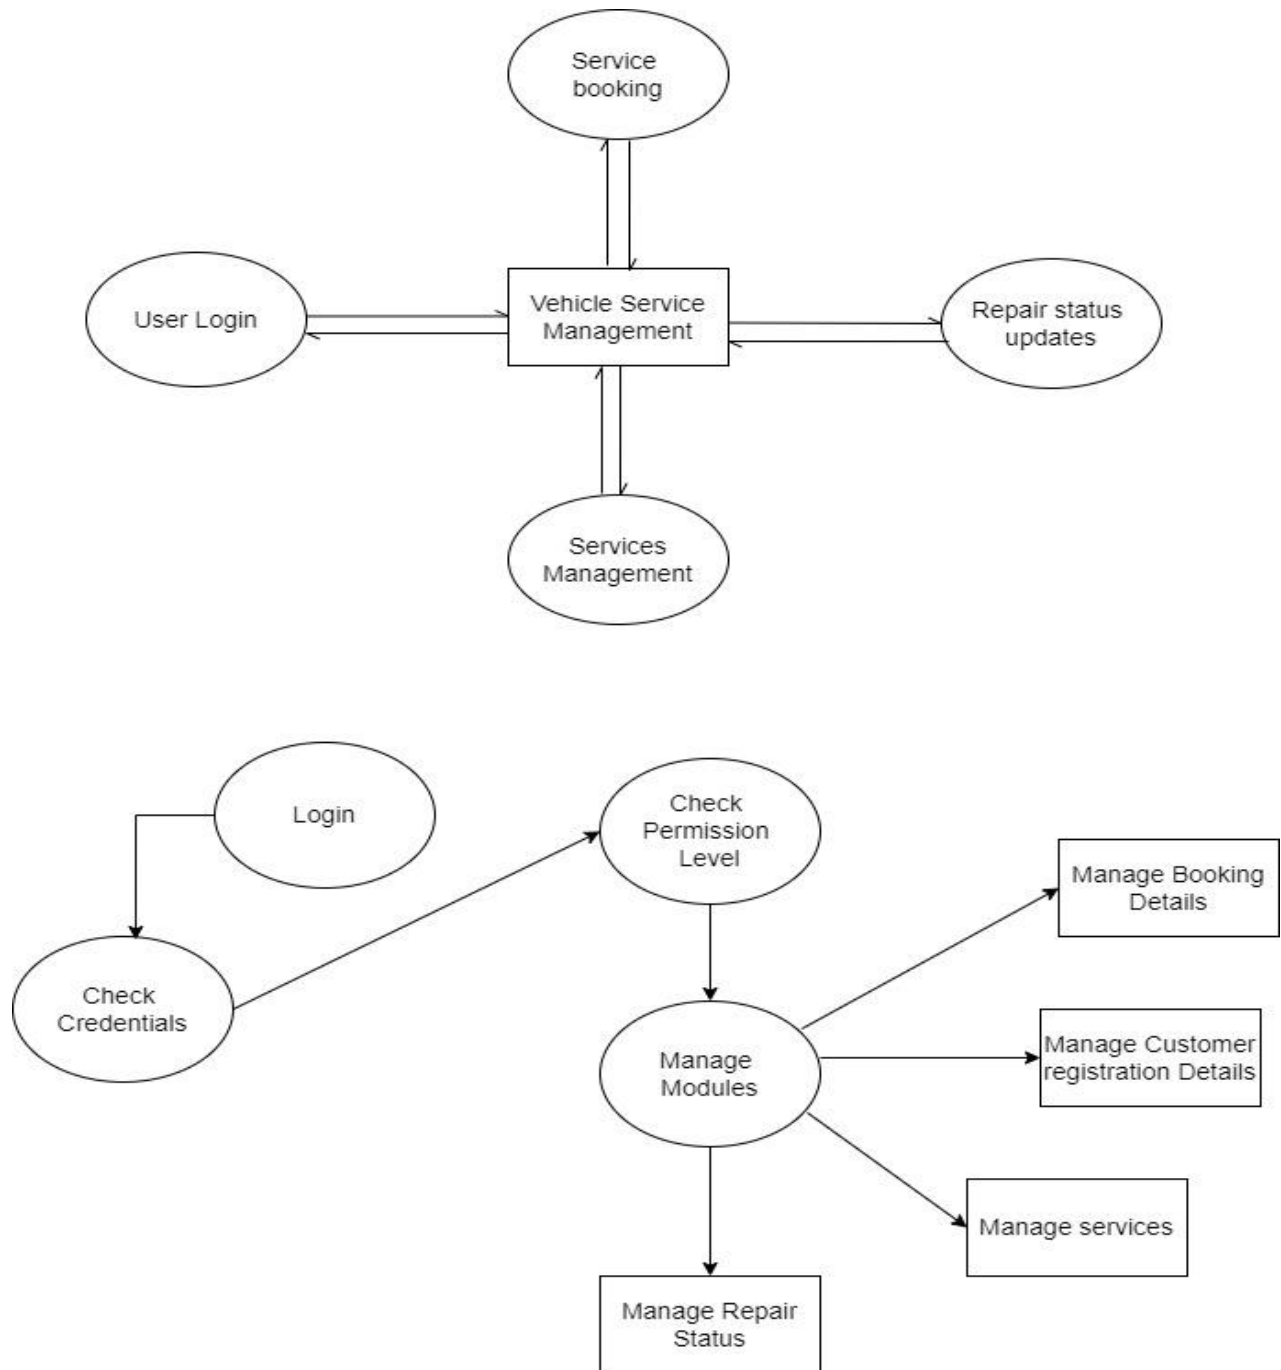 Service
booking
User Login
Vehicle Service
Management
Repair status
updates
Services
Management
Login
Check
Permission
Level
Manage Booking
Details
Check
Credentials
Manage
Modules
Manage Customer
registration Details
Manage services
Manage Repair
Status